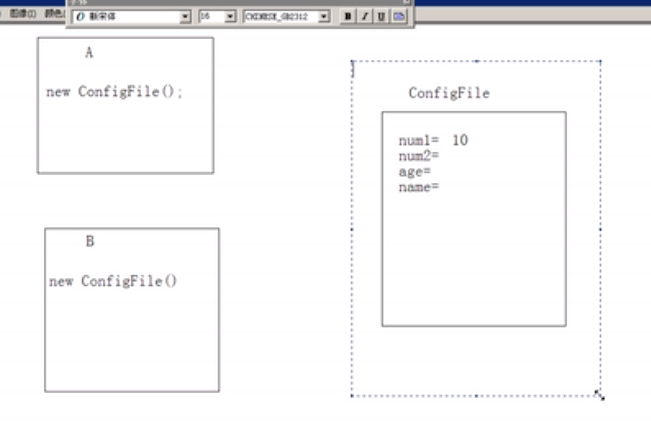 图像(I) 颜色
新宋体 16 CHINESE_GB2312 B I U
A
new ConfigFile();
B
new ConfigFile()
ConfigFile
num1= 10
num2=
age=
name=